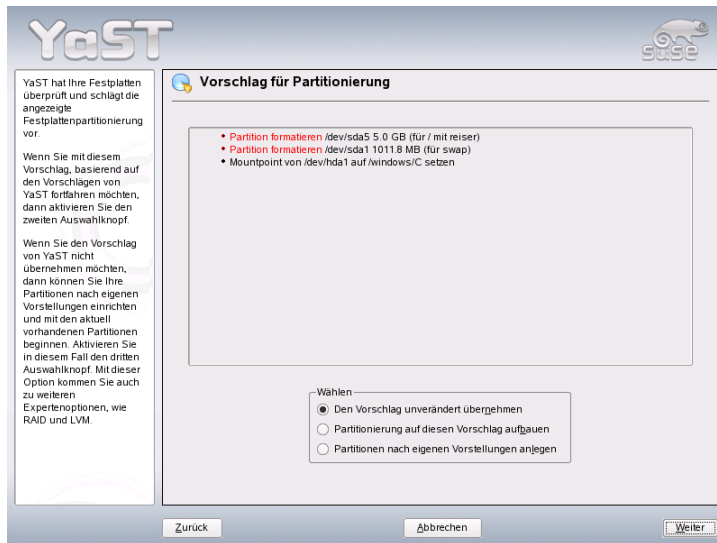 YaST
SUSE
YaST hat Ihre Festplatten
überprüft und schlägt die
angezeigte
Festplattenpartitionierung
vor.
Wenn Sie mit diesem
Vorschlag, basierend auf
den Vorschlägen von
YaST fortfahren möchten,
dann aktivieren Sie den
zweiten Auswahlknopf.
Wenn Sie den Vorschlag
von YaST nicht
übernehmen möchten,
dann können Sie Ihre
Partitionen nach eigenen
Vorstellungen einrichten
und mit den aktuell
vorhandenen Partitionen
beginnen. Aktivieren Sie
in diesem Fall den dritten
Auswahlknopf. Mit dieser
Option kommen Sie auch
zu weiteren
Expertenoptionen, wie
RAID und LVM.
Vorschlag für Partitionierung
• Partition formatieren /dev/sda5 5.0 GB (für / mit reiser)
• Partition formatieren /dev/sda1 1011.8 MB (für swap)
• Mountpoint von /dev/hda1 auf /windows/C setzen
Wählen
Den Vorschlag unverändert übernehmen
Partitionierung auf diesen Vorschlag aufbauen
Partitionen nach eigenen Vorstellungen anlegen
Zurück
Abbrechen
Weiter